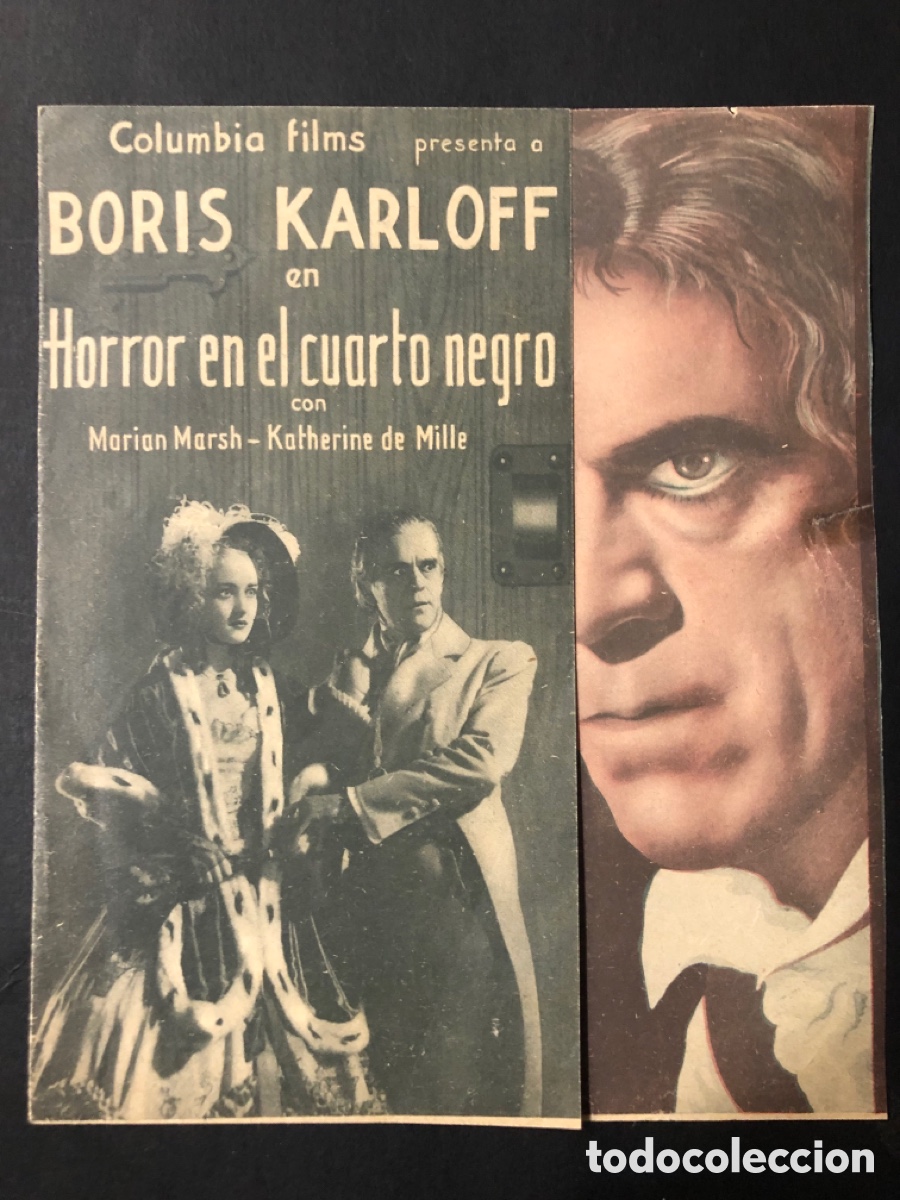 Columbia films presenta a
BORIS KARLOFF
en
Horror en el cuarto negro
con
Marian Marsh - Katherine de Mille
todocoleccion